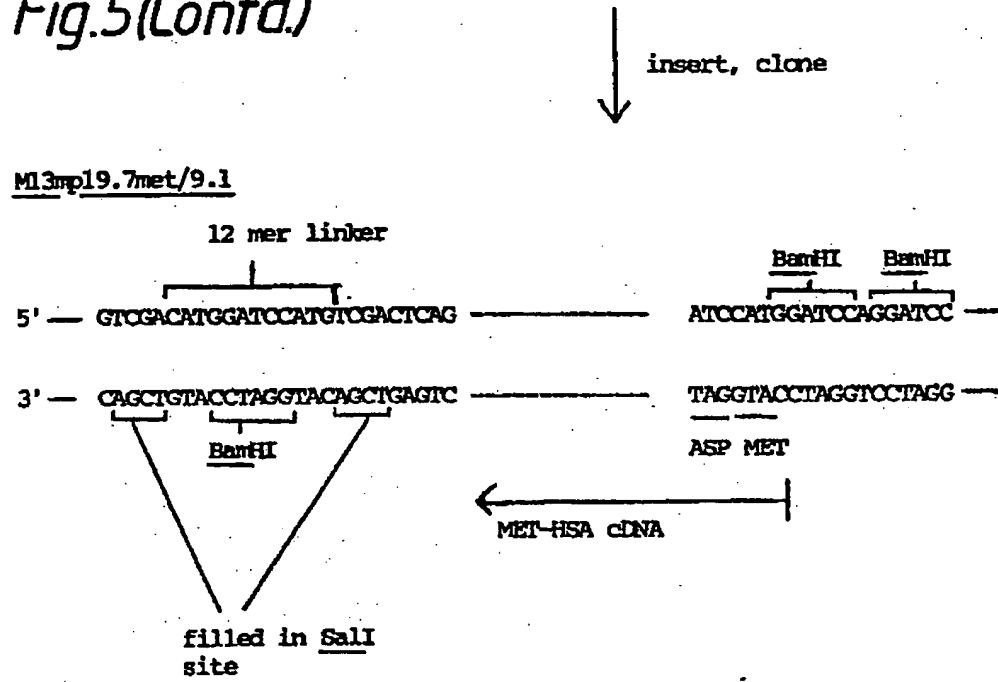 Fig.5(Contd.)
insert, clone
M13mp19.7met/9.1
12 mer linker
BamHI BamHI
5'— GTCGACATGGATCCATGTCGACTCAG ATCCATGGATCCAGGATCC
3'— CAGCTGTACCTAGGTACAGCTGAGTC TAGGTACCTAGGTCCTAGG
BamHI ASP MET
MET-HSA cDNA
filled in SalI
site